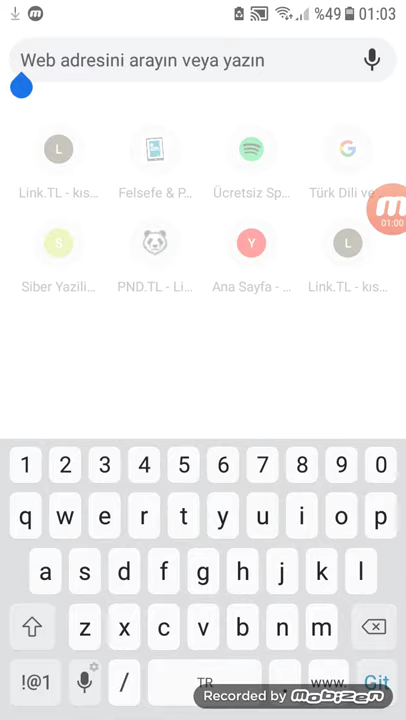 %49 01:03
Web adresini arayın veya yazın
L
Link.TL - kıs...
Felsefe & P...
Ücretsiz Sp...
G
Türk Dili ve
m
01:00
S
Siber Yazili...
PND.TL - Li...
Y
Ana Sayfa - ...
L
Link.TL - kıs...
1 2 3 4 5 6 7 8 9 0
q w e r t y u i o p
a s d f g h j k l
z x c v b n m
!@1 / TR . www. Git
Recorded by mobizen